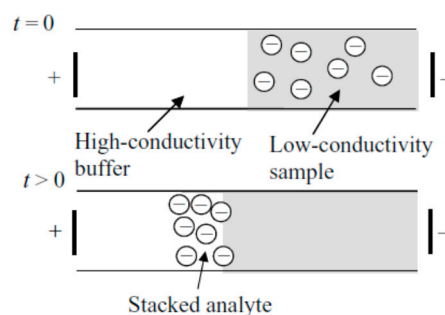 t = 0
+
−
High-conductivity
buffer
Low-conductivity
sample
t > 0
+
−
Stacked analyte